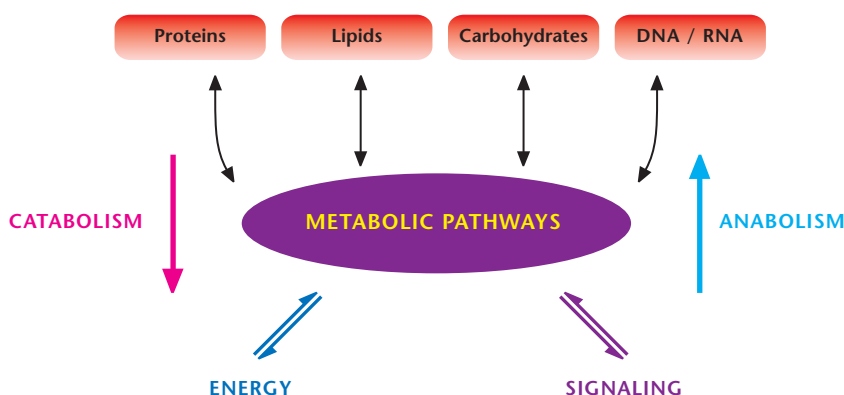 Proteins
Lipids
Carbohydrates
DNA / RNA
CATABOLISM
METABOLIC PATHWAYS
ANABOLISM
ENERGY
SIGNALING